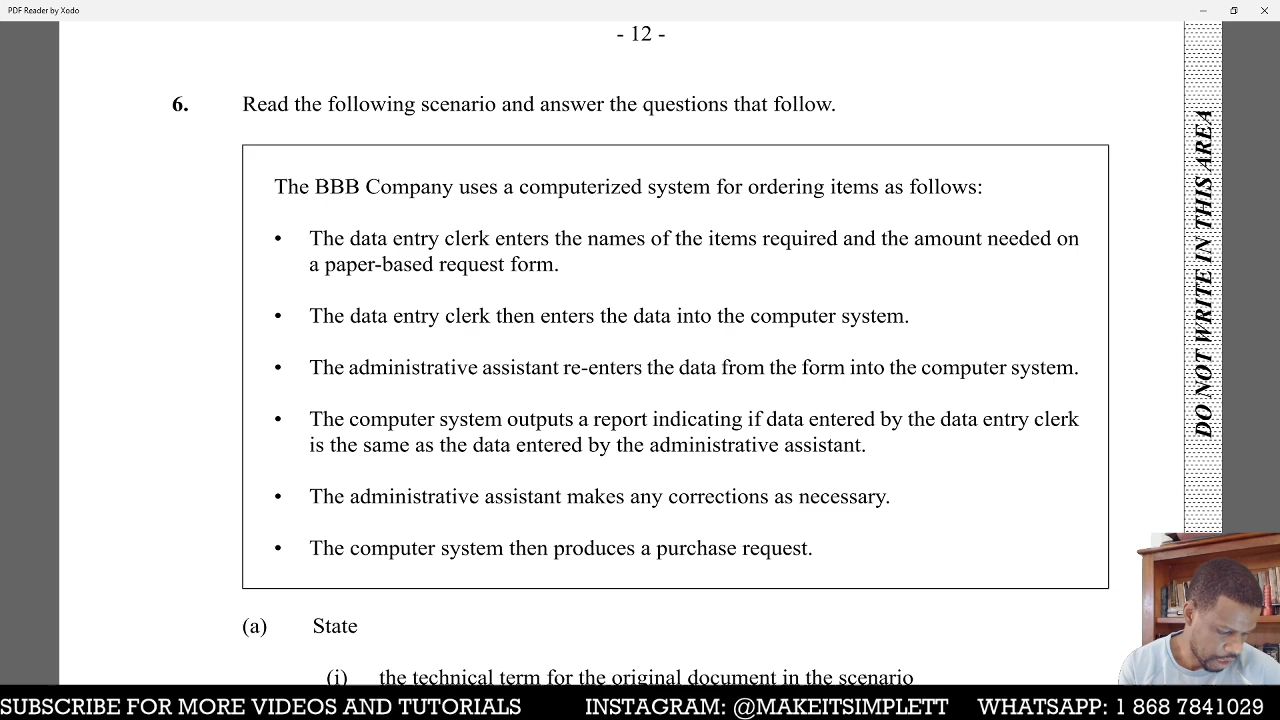 PDF Reader by Xodo
- 12 -
6. Read the following scenario and answer the questions that follow.
The BBB Company uses a computerized system for ordering items as follows:
• The data entry clerk enters the names of the items required and the amount needed on
a paper-based request form.
• The data entry clerk then enters the data into the computer system.
• The administrative assistant re-enters the data from the form into the computer system.
• The computer system outputs a report indicating if data entered by the data entry clerk
is the same as the data entered by the administrative assistant.
• The administrative assistant makes any corrections as necessary.
• The computer system then produces a purchase request.
(a) State
(i) the technical term for the original document in the scenario
DO NOT WRITE IN THIS AREA
SUBSCRIBE FOR MORE VIDEOS AND TUTORIALS INSTAGRAM: @MAKEITSIMPLETT WHATSAPP: 1 868 7841029